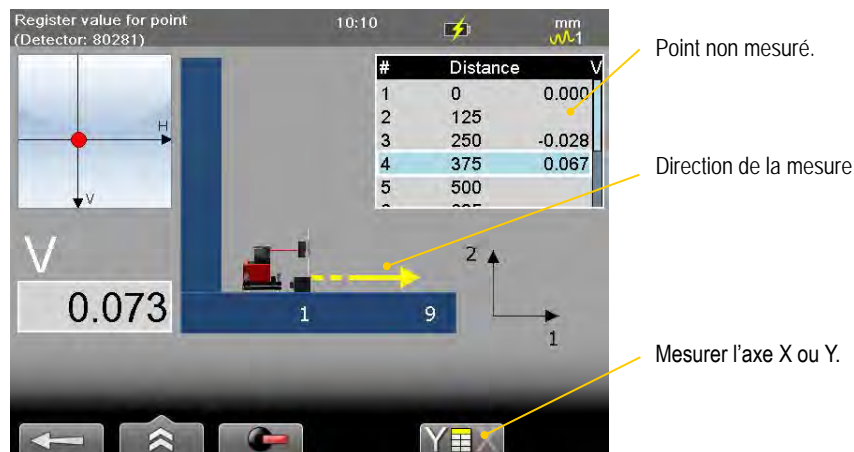 Register value for point
(Detector: 80281)
10:10
mm
1
H
V
# Distance V
1 0 0.000
2 125
3 250 -0.028
4 375 0.067
5 500
V
0.073
1 9
2
1
Y X
Point non mesuré.
Direction de la mesure
Mesurer l'axe X ou Y.